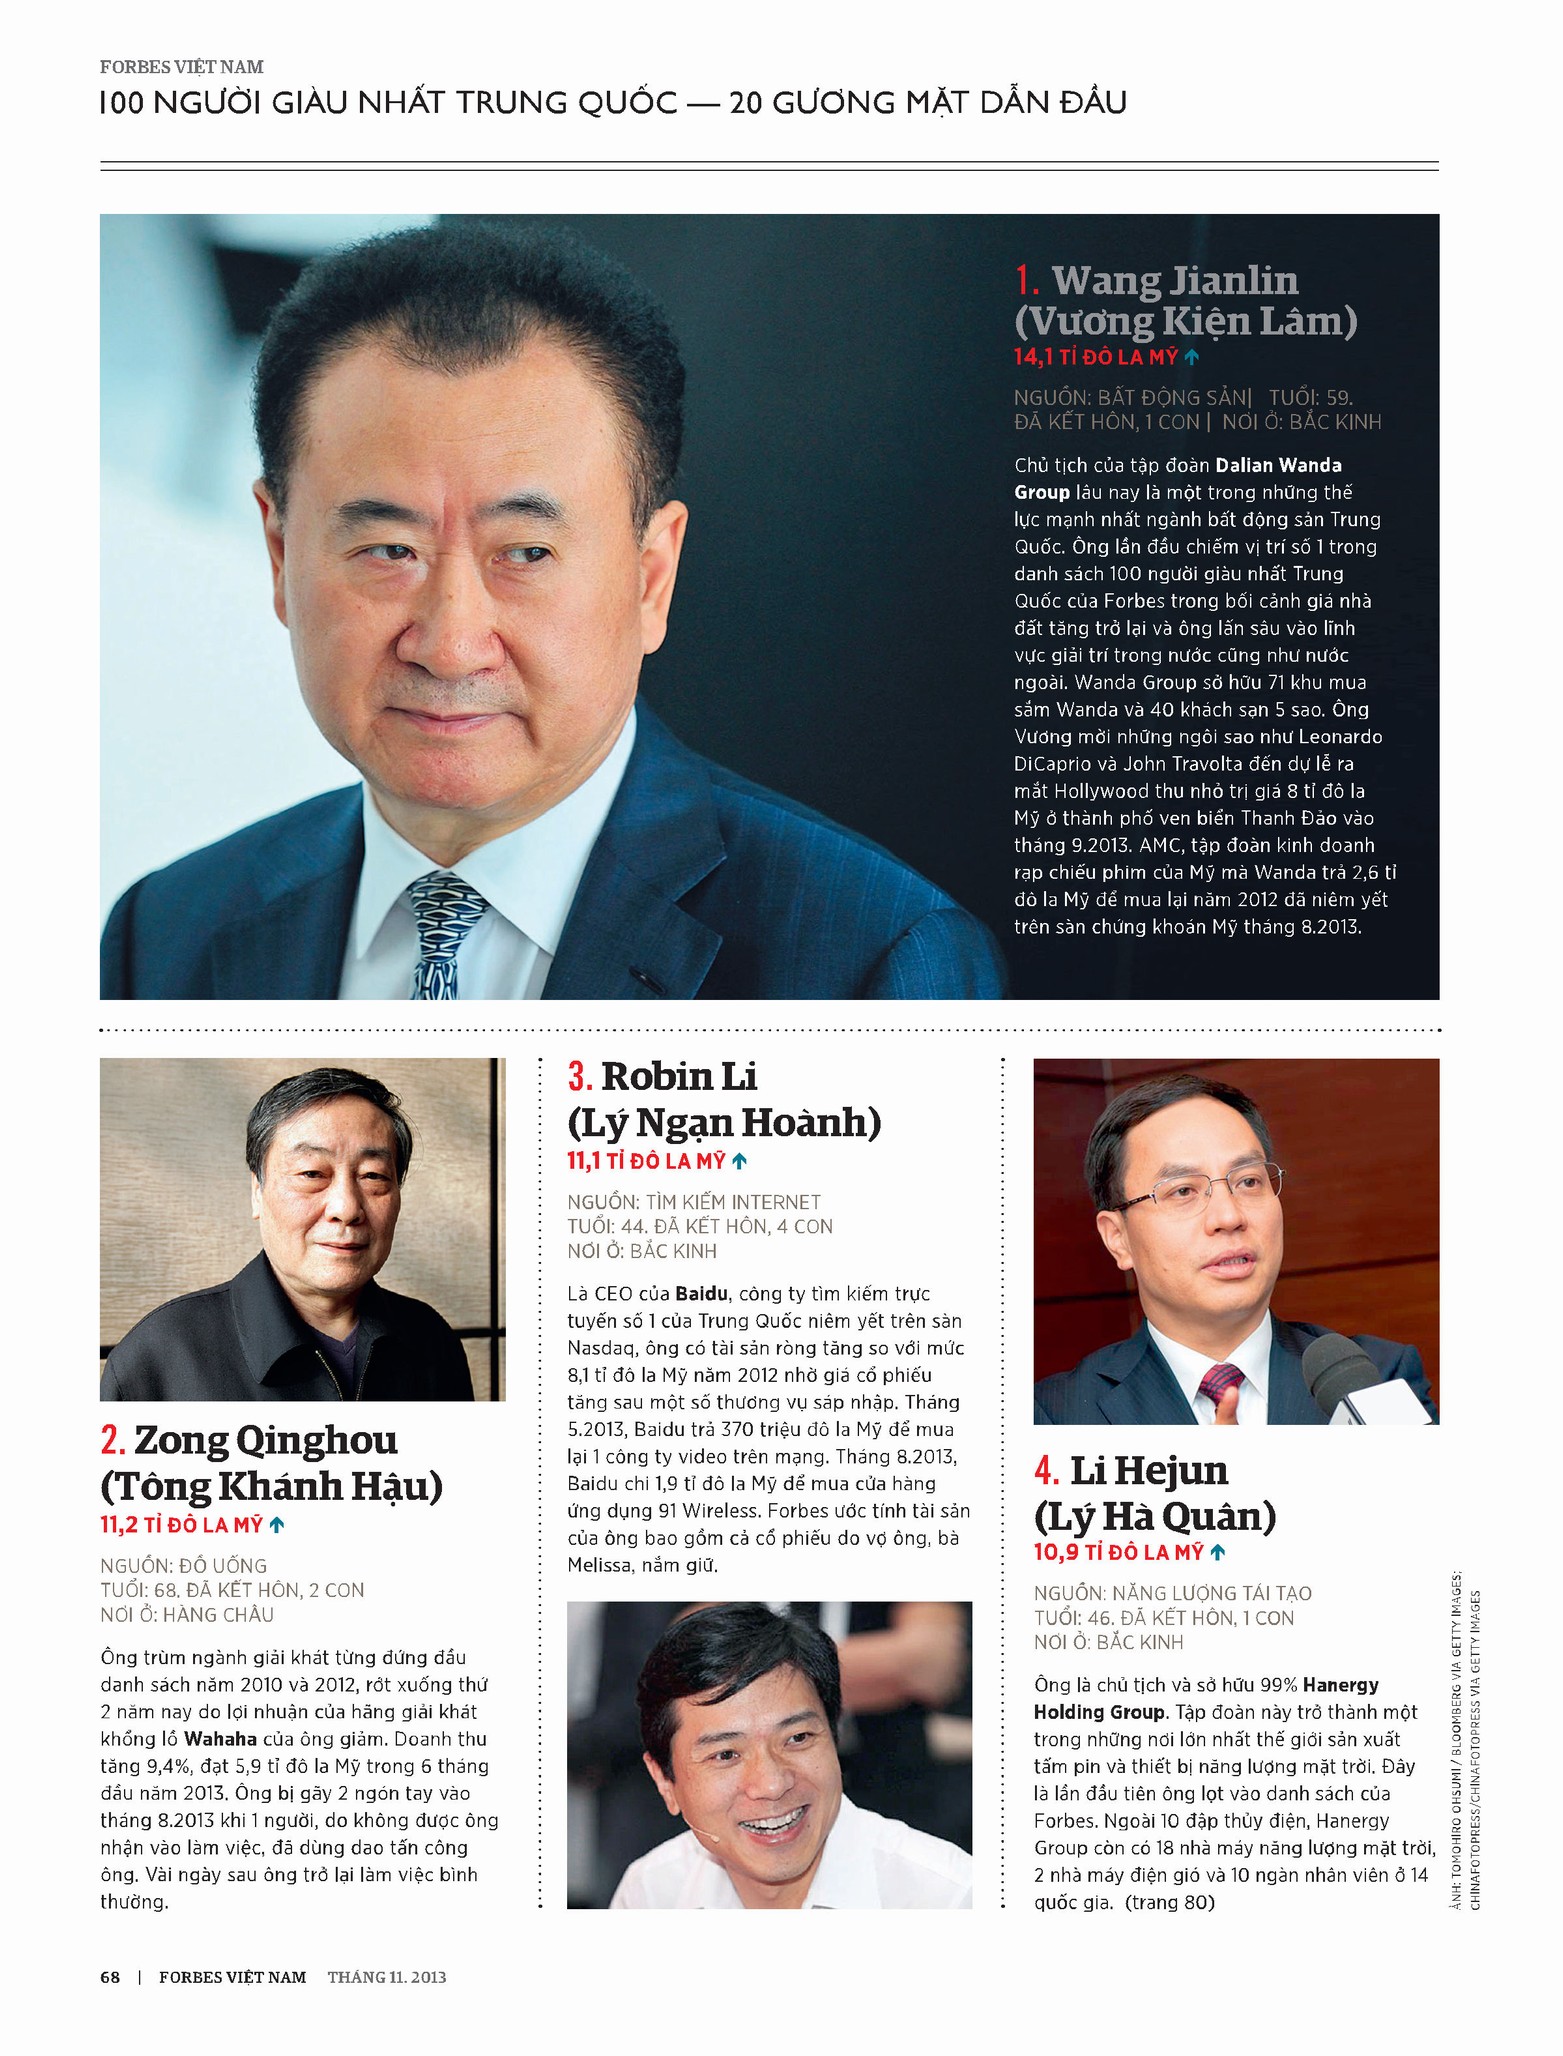 FORBES VIỆT NAM
100 NGƯỜI GIÀU NHẤT TRUNG QUỐC — 20 GƯƠNG MẶT DẪN ĐẦU
1. Wang Jianlin
(Vương Kiện Lâm)
14,1 TỈ ĐÔ LA MỸ
NGUỒN: BẤT ĐỘNG SẢN| TUỔI: 59.
ĐÃ KẾT HÔN, 1 CON | NƠI Ở: BẮC KINH
Chủ tịch của tập đoàn Dalian Wanda
Group lâu nay là một trong những thế
lực mạnh nhất ngành bất động sản Trung
Quốc. Ông lần đầu chiếm vị trí số 1 trong
danh sách 100 người giàu nhất Trung
Quốc của Forbes trong bối cảnh giá nhà
đất tăng trở lại và ông lấn sâu vào lĩnh
vực giải trí trong nước cũng như nước
ngoài. Wanda Group sở hữu 71 khu mua
sắm Wanda và 40 khách sạn 5 sao. Ông
Vương mời những ngôi sao như Leonardo
DiCaprio và John Travolta đến dự lễ ra
mắt Hollywood thu nhỏ trị giá 8 tỉ đô la
Mỹ ở thành phố ven biển Thanh Đảo vào
tháng 9.2013. AMC, tập đoàn kinh doanh
rạp chiếu phim của Mỹ mà Wanda trả 2,6 tỉ
đô la Mỹ để mua lại năm 2012 đã niêm yết
trên sàn chứng khoán Mỹ tháng 8.2013.
2. Zong Qinghou
(Tông Khánh Hậu)
11,2 TỈ ĐÔ LA MỸ
NGUỒN: ĐỒ UỐNG
TUỔI: 68. ĐÃ KẾT HÔN, 2 CON
NƠI Ở: HÀNG CHÂU
Ông trùm ngành giải khát từng đứng đầu
danh sách năm 2010 và 2012, rớt xuống thứ
2 năm nay do lợi nhuận của hãng giải khát
khổng lồ Wahaha của ông giảm. Doanh thu
tăng 9,4%, đạt 5,9 tỉ đô la Mỹ trong 6 tháng
đầu năm 2013. Ông bị gãy 2 ngón tay vào
tháng 8.2013 khi 1 người, do không được ông
nhận vào làm việc, đã dùng dao tấn công
ông. Vài ngày sau ông trở lại làm việc bình
thường.
3. Robin Li
(Lý Ngạn Hoành)
11,1 TỈ ĐÔ LA MỸ
NGUỒN: TÌM KIẾM INTERNET
TUỔI: 44. ĐÃ KẾT HÔN, 4 CON
NƠI Ở: BẮC KINH
Là CEO của Baidu, công ty tìm kiếm trực
tuyến số 1 của Trung Quốc niêm yết trên sàn
Nasdaq, ông có tài sản ròng tăng so với mức
8,1 tỉ đô la Mỹ năm 2012 nhờ giá cổ phiếu
tăng sau một số thương vụ sáp nhập. Tháng
5.2013, Baidu trả 370 triệu đô la Mỹ để mua
lại 1 công ty video trên mạng. Tháng 8.2013,
Baidu chi 1,9 tỉ đô la Mỹ để mua cửa hàng
ứng dụng 91 Wireless. Forbes ước tính tài sản
của ông bao gồm cả cổ phiếu do vợ ông, bà
Melissa, nắm giữ.
4. Li Hejun
(Lý Hà Quân)
10,9 TỈ ĐÔ LA MỸ
NGUỒN: NĂNG LƯỢNG TÁI TẠO
TUỔI: 46. ĐÃ KẾT HÔN, 1 CON
NƠI Ở: BẮC KINH
Ông là chủ tịch và sở hữu 99% Hanergy
Holding Group. Tập đoàn này trở thành một
trong những nơi lớn nhất thế giới sản xuất
tấm pin và thiết bị năng lượng mặt trời. Đây
là lần đầu tiên ông lọt vào danh sách của
Forbes. Ngoài 10 đập thủy điện, Hanergy
Group còn có 18 nhà máy năng lượng mặt trời,
2 nhà máy điện gió và 10 ngàn nhân viên ở 14
quốc gia. (trang 80)
ẢNH: TOMOHIRO OHSUMI / BLOOMBERG VIA GETTY IMAGES;
CHINAFOTOPRESS/CHINAFOTOPRESS VIA GETTY IMAGES
68 | FORBES VIỆT NAM THÁNG 11. 2013